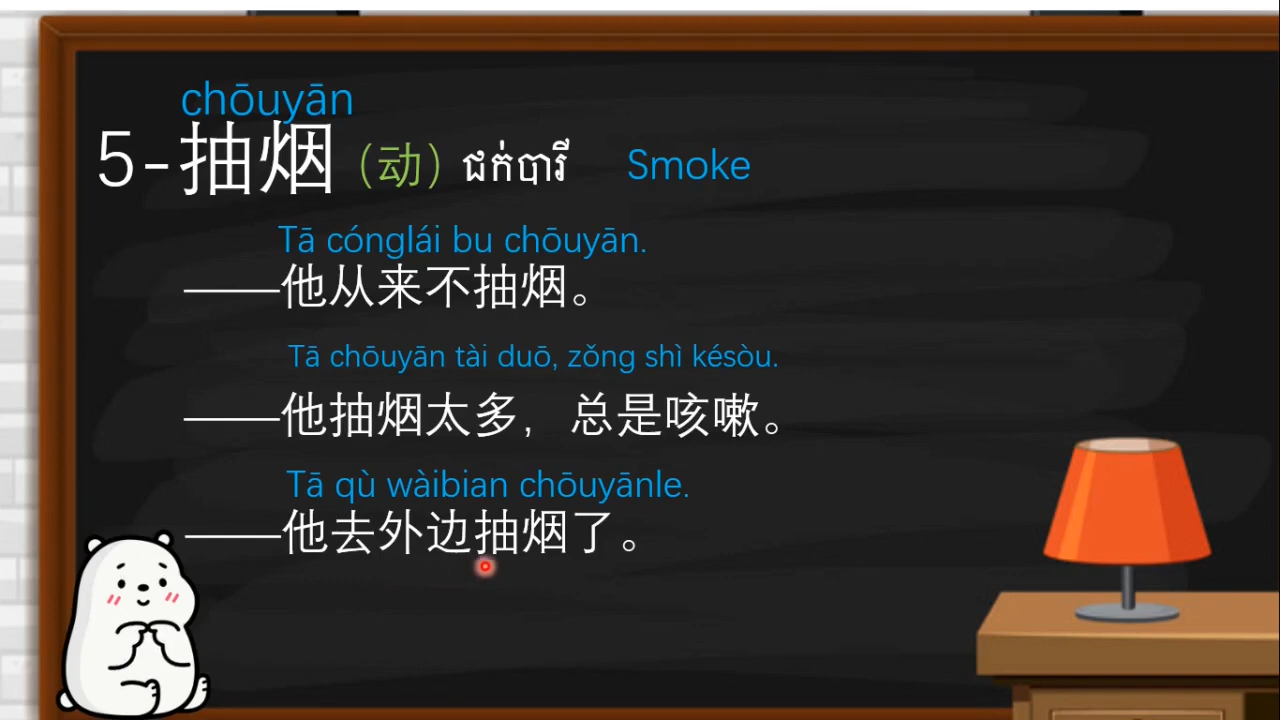 chōuyān
5-抽烟 (动) ជក់បារី Smoke
Tā cónglái bu chōuyān.
——他从来不抽烟。
Tā chōuyān tài duō, zǒng shì késòu.
——他抽烟太多，总是咳嗽。
Tā qù wàibian chōuyānle.
——他去外边抽烟了。